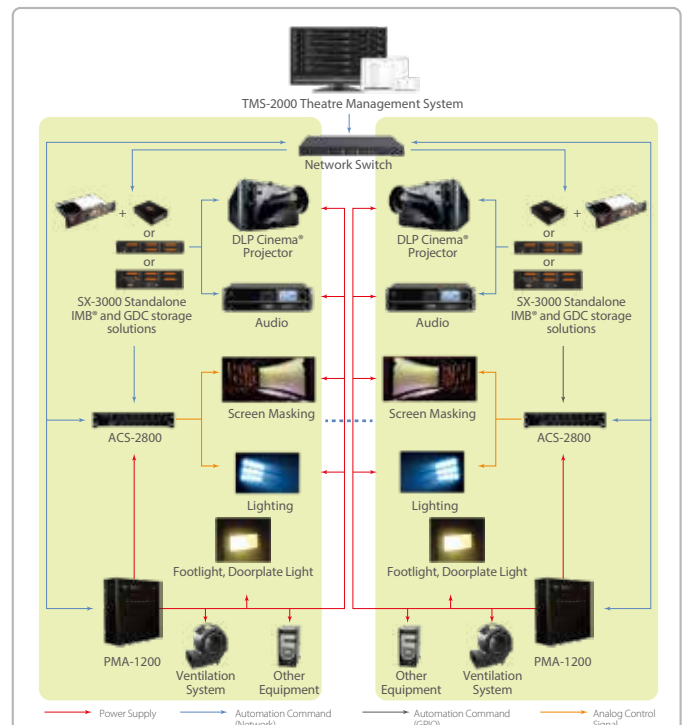 TMS-2000 Theatre Management System
Network Switch
+
or
or
SX-3000 Standalone
IMB® and GDC storage
solutions
DLP Cinema®
Projector
Audio
Screen Masking
ACS-2800
Lighting
Footlight, Doorplate Light
PMA-1200
Ventilation
System
Other
Equipment
DLP Cinema®
Projector
+
or
or
SX-3000 Standalone
IMB® and GDC storage
solutions
Audio
Screen Masking
ACS-2800
Lighting
Footlight, Doorplate Light
Other
Equipment
Ventilation
System
PMA-1200
Power Supply
Automation Command
(Network)
Automation Command
(GPIO)
Analog Control
Signal